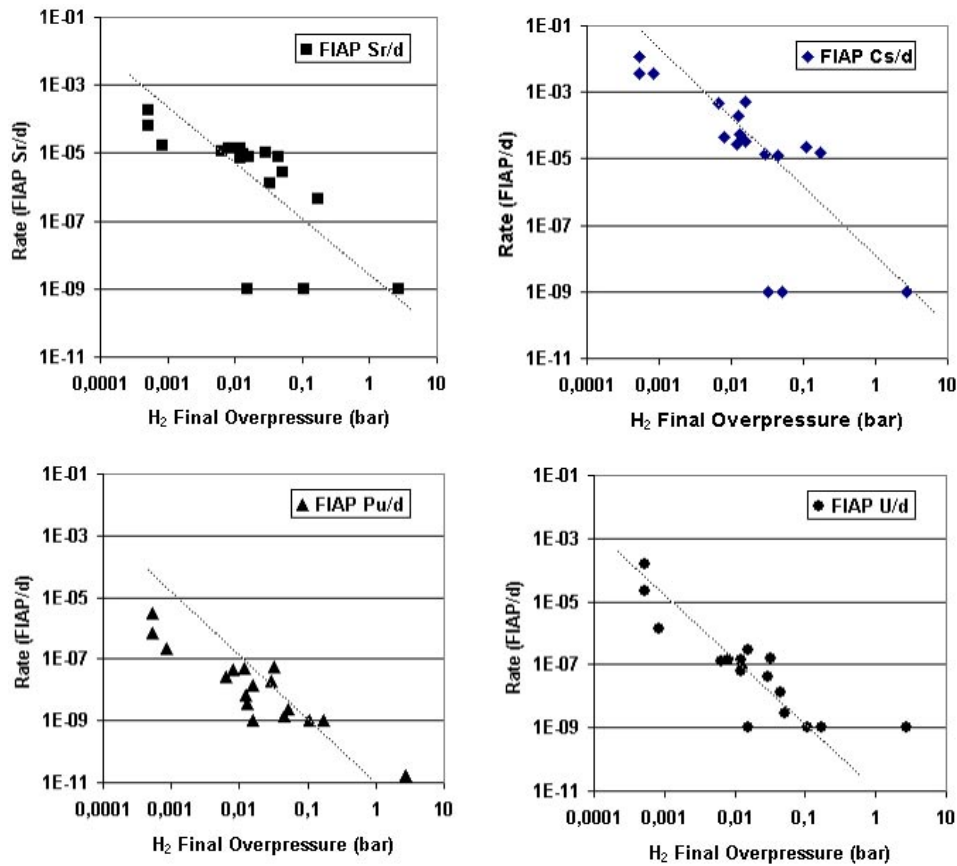 1E-01
FIAP Sr/d
1E-03
1E-05
1E-07
1E-09
1E-11
Rate (FIAP Sr/d)
0,0001 0,001 0,01 0,1 1 10
H₂ Final Overpressure (bar)
1E-01
FIAP Cs/d
1E-03
1E-05
1E-07
1E-09
1E-11
Rate (FIAP/d)
0,0001 0,001 0,01 0,1 1 10
H₂ Final Overpressure (bar)
1E-01
FIAP Pu/d
1E-03
1E-05
1E-07
1E-09
1E-11
Rate (FIAP/d)
0,0001 0,001 0,01 0,1 1 10
H₂ Final Overpressure (bar)
1E-01
FIAP U/d
1E-03
1E-05
1E-07
1E-09
1E-11
Rate (FIAP/d)
0,0001 0,001 0,01 0,1 1 10
H₂ Final Overpressure (bar)